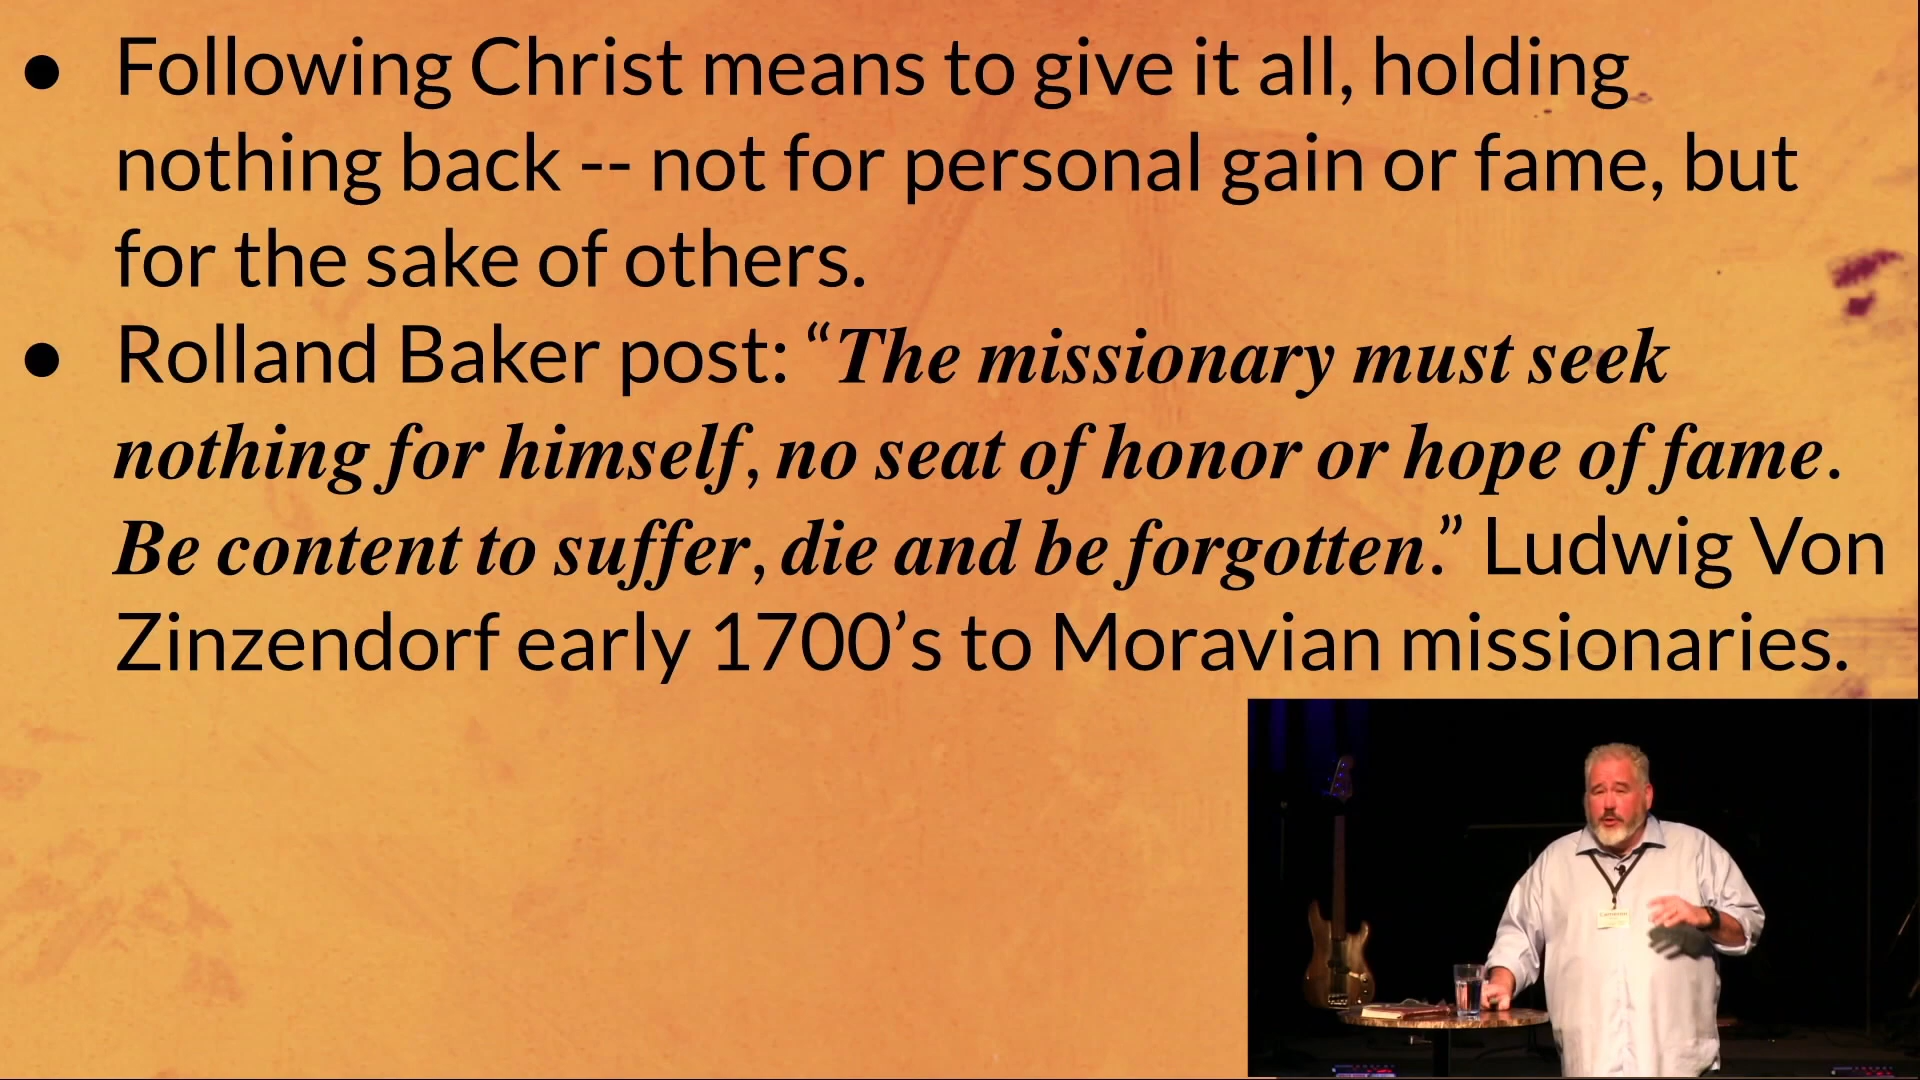 ● Following Christ means to give it all, holding
nothing back -- not for personal gain or fame, but
for the sake of others.
● Rolland Baker post: “The missionary must seek
nothing for himself, no seat of honor or hope of fame.
Be content to suffer, die and be forgotten.” Ludwig Von
Zinzendorf early 1700’s to Moravian missionaries.